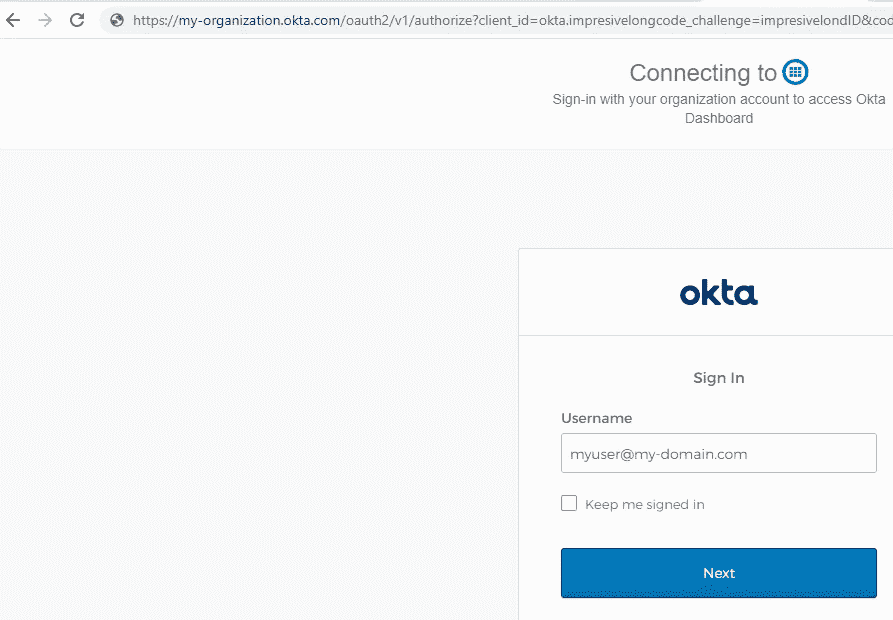 https://my-organization.okta.com/oauth2/v1/authorize?client_id=okta.impresivelongcode_challenge=impresivelondID&cod
Connecting to
Sign-in with your organization account to access Okta
Dashboard
okta
Sign In
Username
myuser@my-domain.com
Keep me signed in
Next